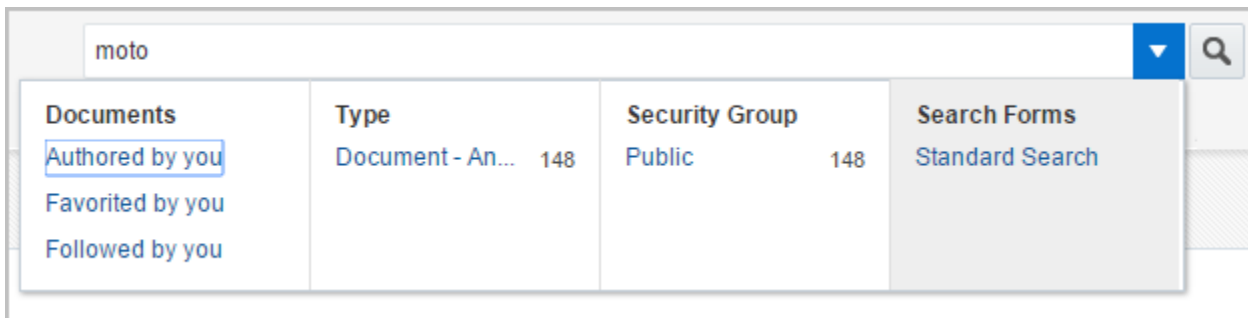 moto
Documents
Authored by you
Favorited by you
Followed by you
Type
Document - An... 148
Security Group
Public 148
Search Forms
Standard Search